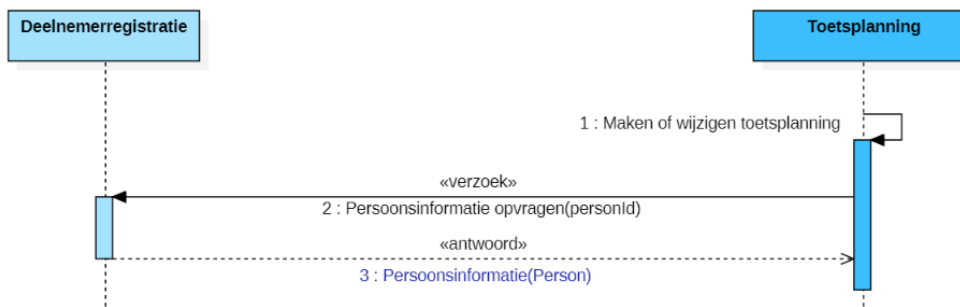 Deelnemerregistratie
Toetsplanning
1 : Maken of wijzigen toetsplanning
«verzoek»
2 : Persoonsinformatie opvragen(personId)
«antwoord»
3 : Persoonsinformatie(Person)